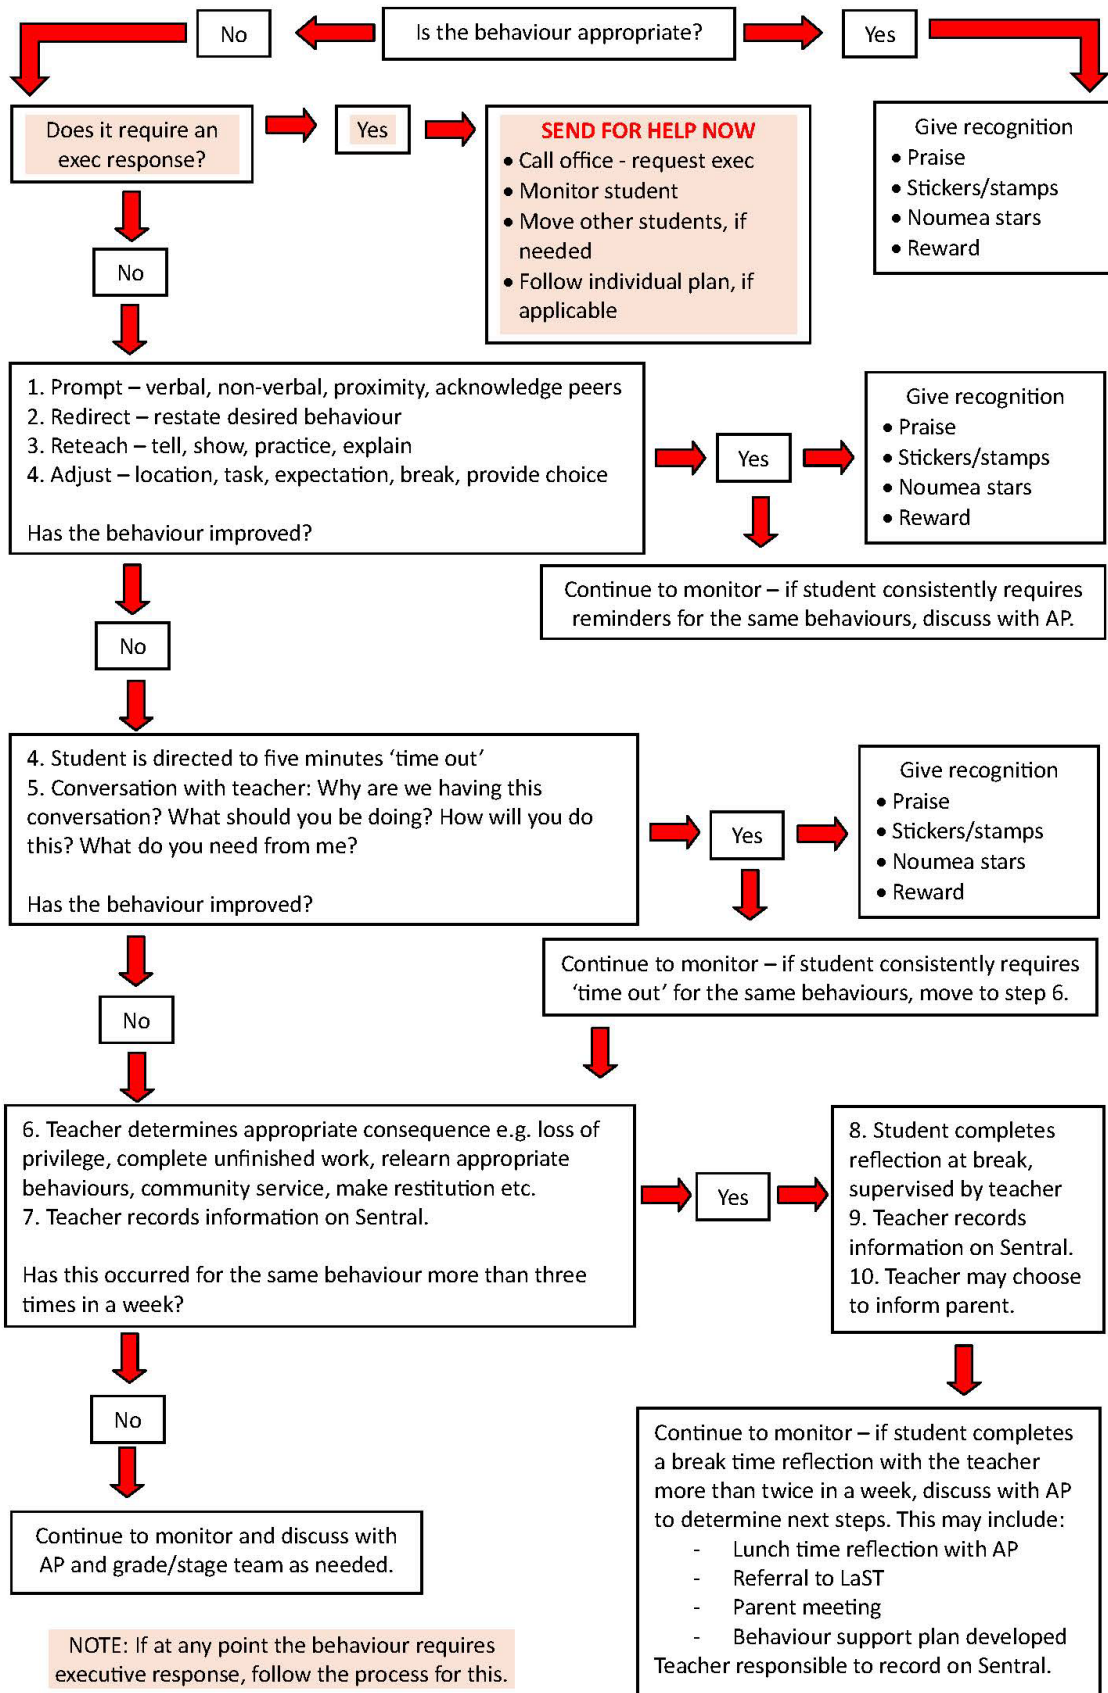 No
Is the behaviour appropriate?
Yes
Does it require an
exec response?
Yes
SEND FOR HELP NOW
• Call office - request exec
• Monitor student
• Move other students, if
needed
• Follow individual plan, if
applicable
Give recognition
• Praise
• Stickers/stamps
• Noumea stars
• Reward
No
1. Prompt – verbal, non-verbal, proximity, acknowledge peers
2. Redirect – restate desired behaviour
3. Reteach – tell, show, practice, explain
4. Adjust – location, task, expectation, break, provide choice
Has the behaviour improved?
Yes
Give recognition
• Praise
• Stickers/stamps
• Noumea stars
• Reward
Continue to monitor – if student consistently requires
reminders for the same behaviours, discuss with AP.
No
4. Student is directed to five minutes ‘time out’
5. Conversation with teacher: Why are we having this
conversation? What should you be doing? How will you do
this? What do you need from me?
Has the behaviour improved?
Yes
Give recognition
• Praise
• Stickers/stamps
• Noumea stars
• Reward
Continue to monitor – if student consistently requires
‘time out’ for the same behaviours, move to step 6.
No
6. Teacher determines appropriate consequence e.g. loss of
privilege, complete unfinished work, relearn appropriate
behaviours, community service, make restitution etc.
7. Teacher records information on Sentral.
Has this occurred for the same behaviour more than three
times in a week?
Yes
8. Student completes
reflection at break,
supervised by teacher
9. Teacher records
information on Sentral.
10. Teacher may choose
to inform parent.
No
Continue to monitor and discuss with
AP and grade/stage team as needed.
Continue to monitor – if student completes
a break time reflection with the teacher
more than twice in a week, discuss with AP
to determine next steps. This may include:
- Lunch time reflection with AP
- Referral to LaST
- Parent meeting
- Behaviour support plan developed
Teacher responsible to record on Sentral.
NOTE: If at any point the behaviour requires
executive response, follow the process for this.